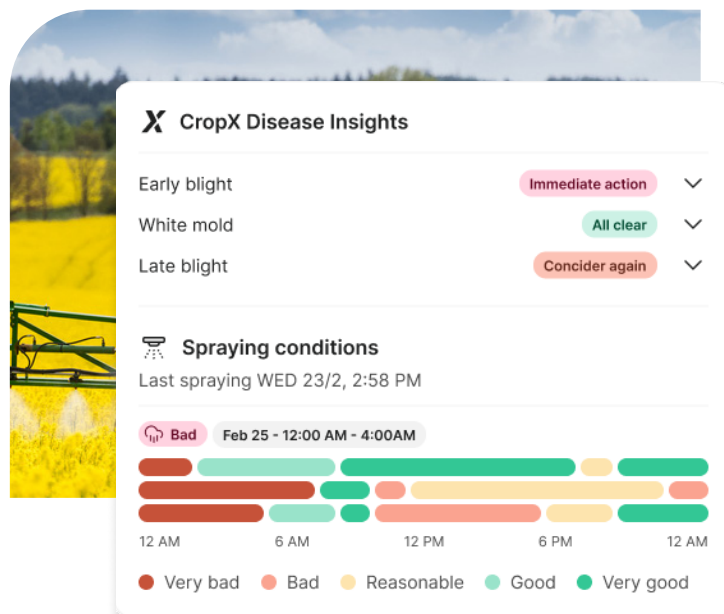 CropX Disease Insights
Early blight Immediate action
White mold All clear
Late blight Concider again
Spraying conditions
Last spraying WED 23/2, 2:58 PM
Bad Feb 25 - 12:00 AM - 4:00AM
12 AM 6 AM 12 PM 6 PM 12 AM
Very bad Bad Reasonable Good Very good